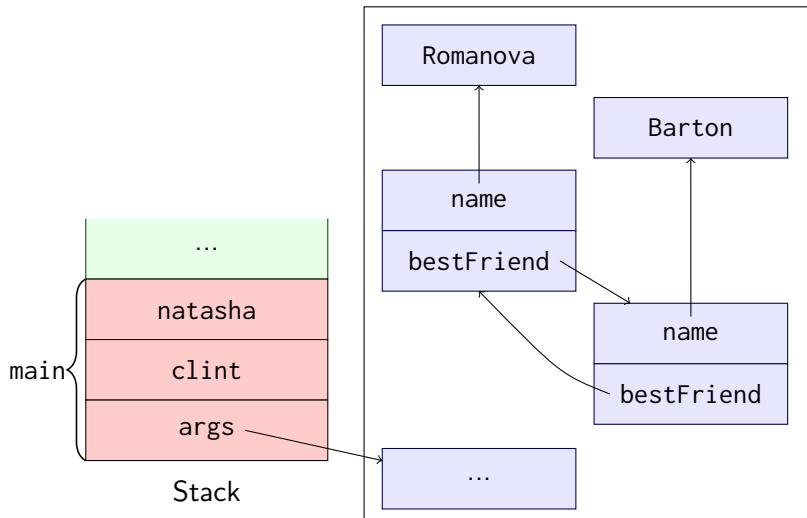 Romanova
Barton
name
bestFriend
name
bestFriend
...
...
natasha
main
clint
args
Stack